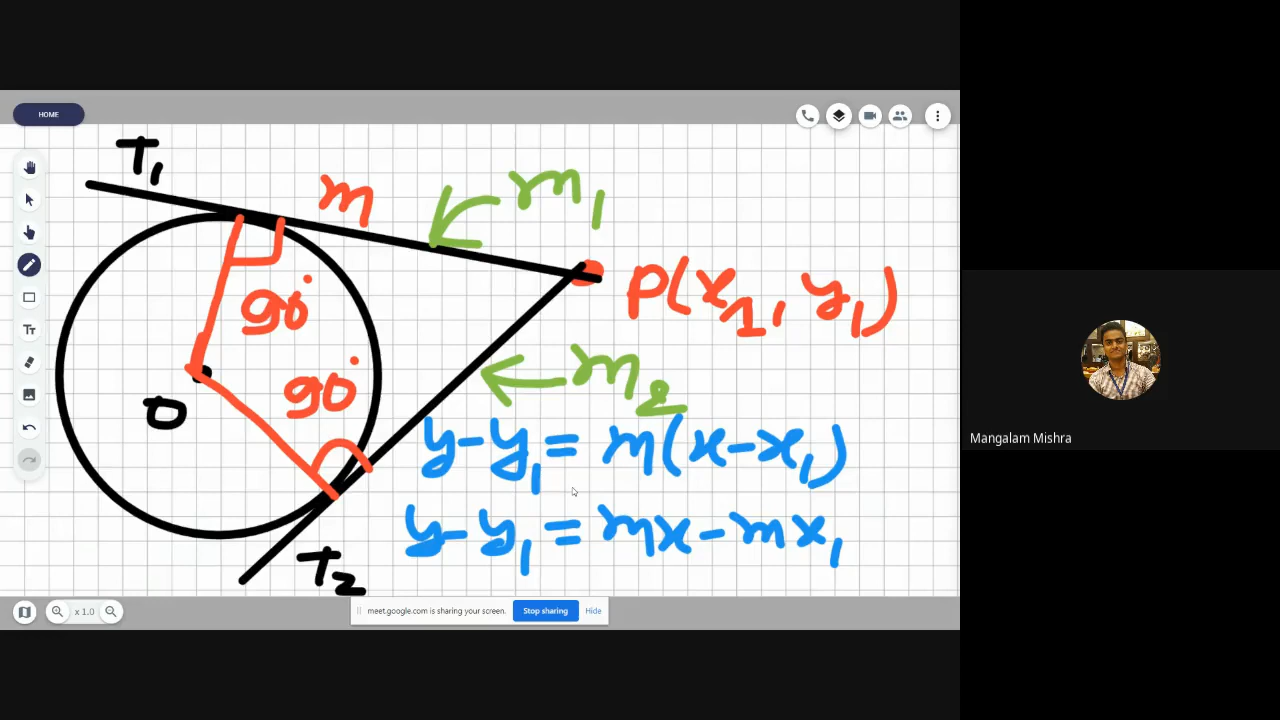 HOME
T1
m
m1
90°
P(x1, y1)
90°
m2
O
y-y1 = m(x-x1)
y-y1 = mx-mx1
T2
Tт
x 1.0
meet.google.com is sharing your screen.
Stop sharing
Hide
Mangalam Mishra